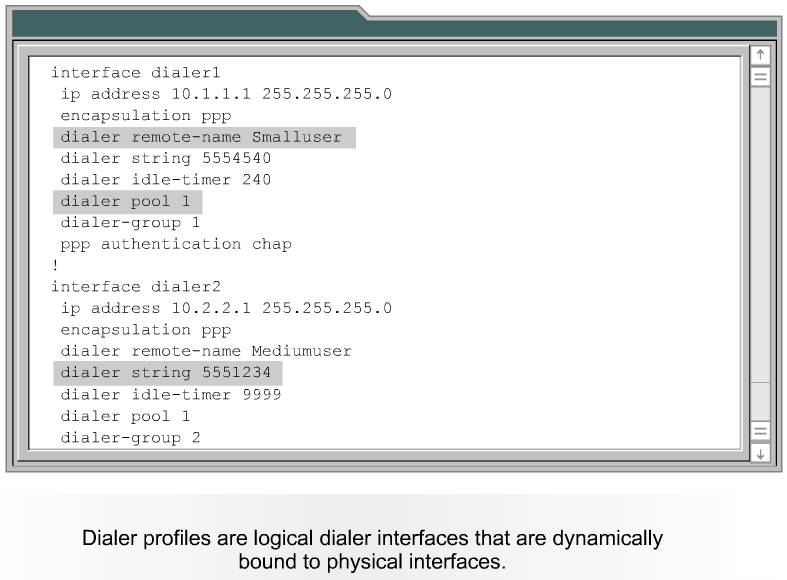 interface dialer1
ip address 10.1.1.1 255.255.255.0
encapsulation ppp
dialer remote-name Smalluser
dialer string 5554540
dialer idle-timer 240
dialer pool 1
dialer-group 1
ppp authentication chap
!
interface dialer2
ip address 10.2.2.1 255.255.255.0
encapsulation ppp
dialer remote-name Mediumuser
dialer string 5551234
dialer idle-timer 9999
dialer pool 1
dialer-group 2
Dialer profiles are logical dialer interfaces that are dynamically
bound to physical interfaces.